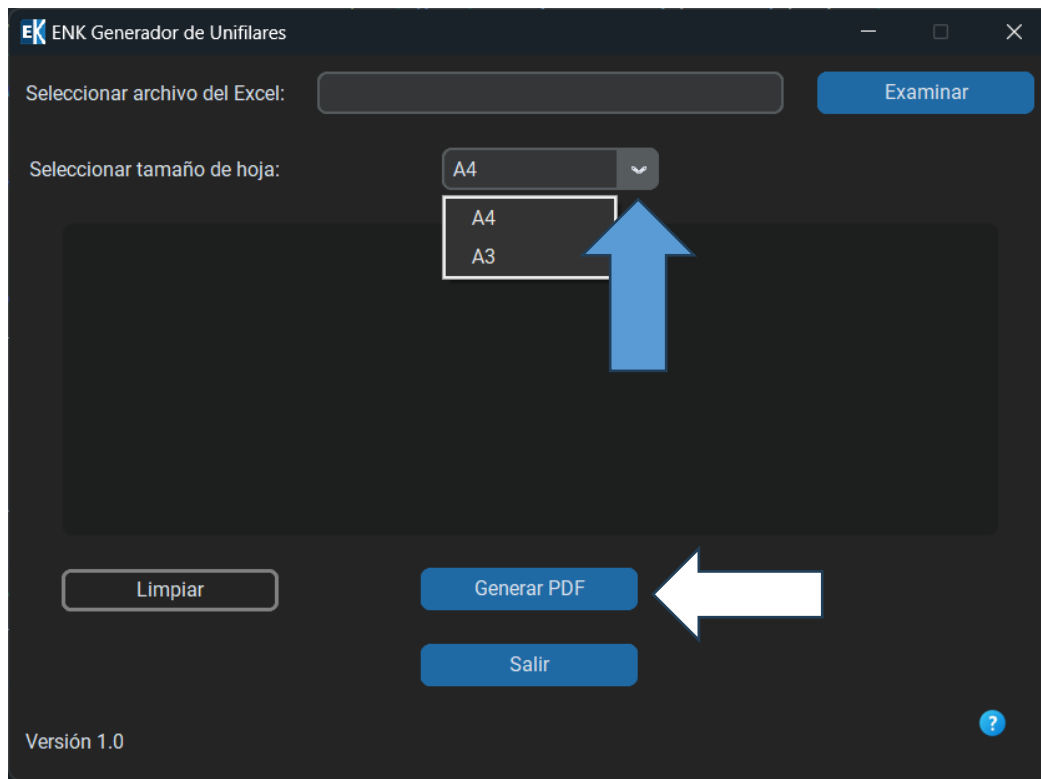 EK ENK Generador de Unifilares
Seleccionar archivo del Excel:
Examinar
Seleccionar tamaño de hoja:
A4
A4
A3
Limpiar
Generar PDF
Salir
?
Versión 1.0